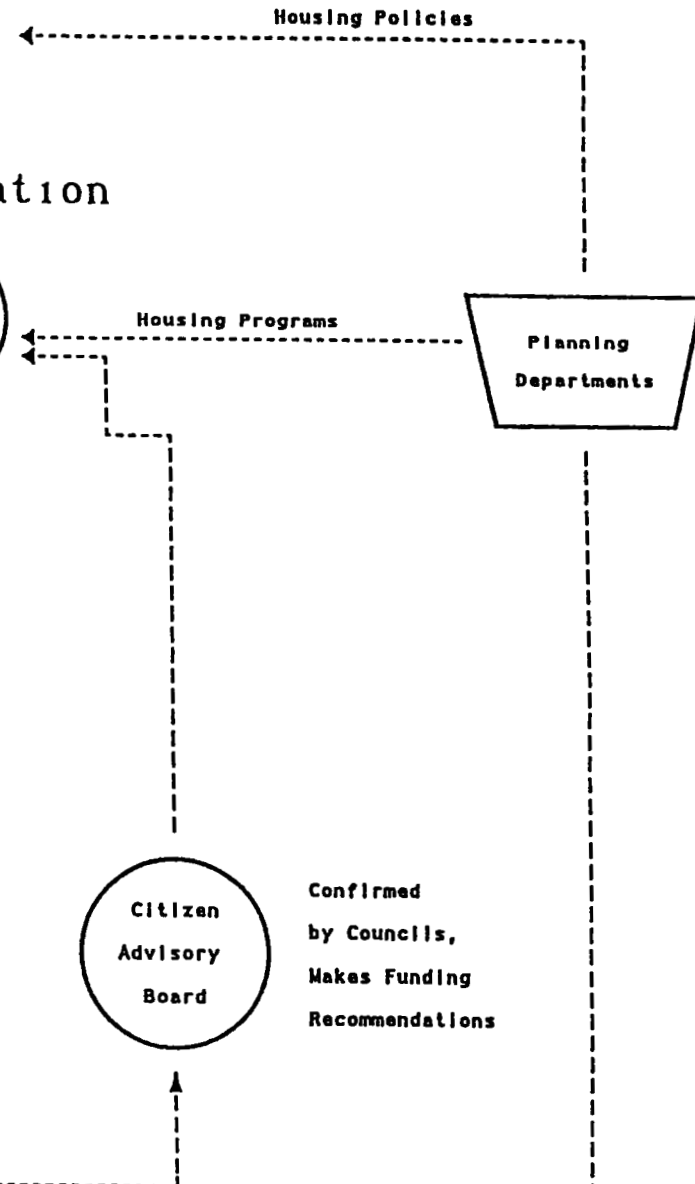 Housing Policies
ation
Housing Programs
Planning
Departments
Citizen
Advisory
Board
Confirmed
by Councils,
Makes Funding
Recommendations